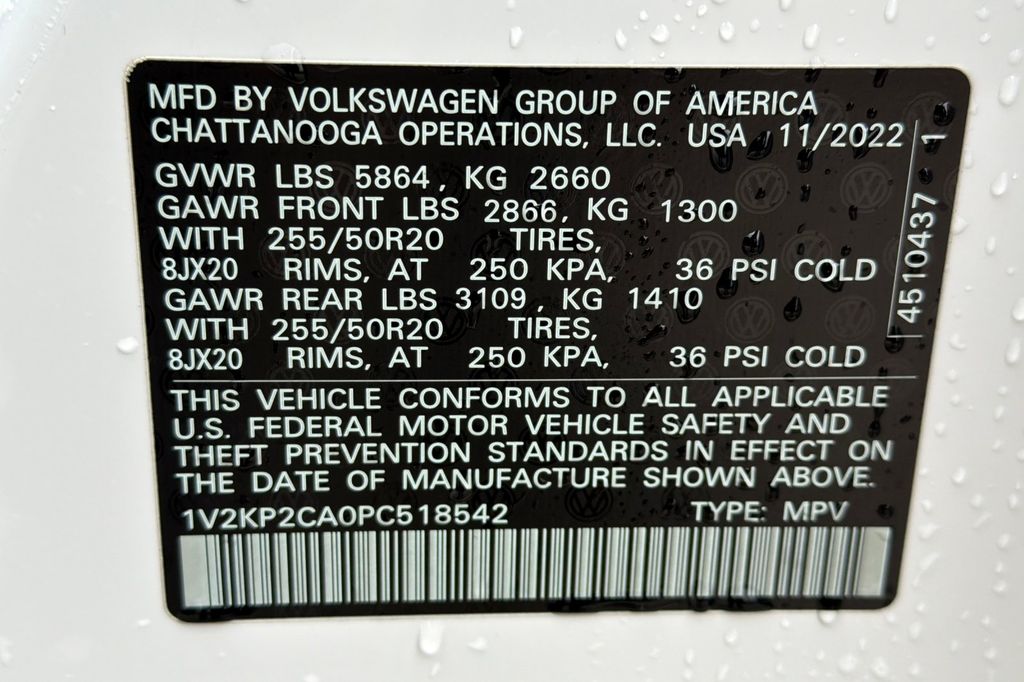 MFD BY VOLKSWAGEN GROUP OF AMERICA
CHATTANOOGA OPERATIONS, LLC. USA 11/2022
GVWR LBS 5864, KG 2660
GAWR FRONT LBS 2866, KG 1300
WITH 255/50R20 TIRES,
8JX20 RIMS, AT 250 KPA, 36 PSI COLD
GAWR REAR LBS 3109, KG 1410
WITH 255/50R20 TIRES,
8JX20 RIMS, AT 250 KPA, 36 PSI COLD
4510437 1
THIS VEHICLE CONFORMS TO ALL APPLICABLE
U.S. FEDERAL MOTOR VEHICLE SAFETY AND
THEFT PREVENTION STANDARDS IN EFFECT ON
THE DATE OF MANUFACTURE SHOWN ABOVE.
1V2KP2CA0PC518542 TYPE: MPV